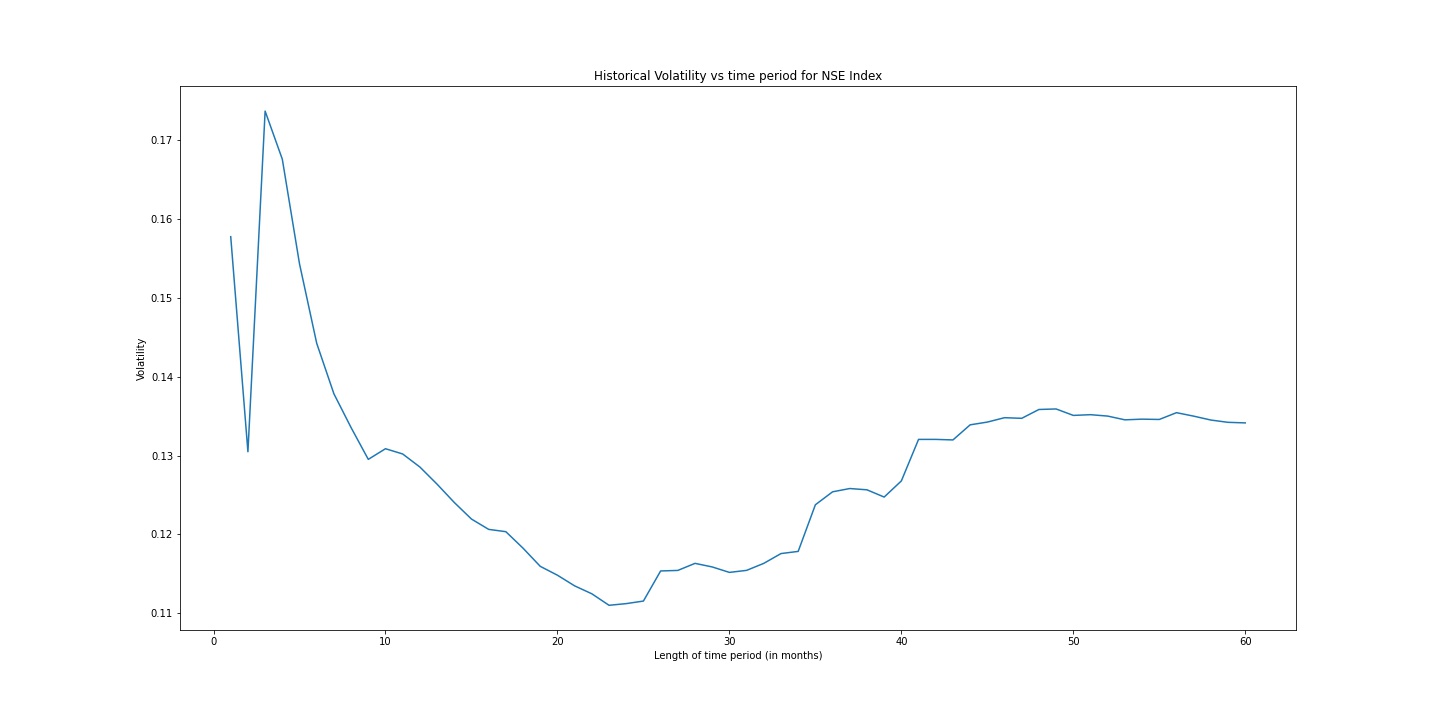 Historical Volatility vs time period for NSE Index
Volatility
0.17
0.16
0.15
0.14
0.13
0.12
0.11
0 10 20 30 40 50 60
Length of time period (in months)